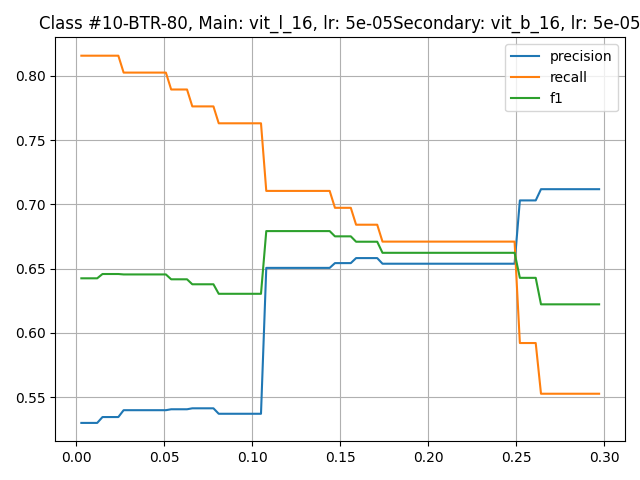 Class #10-BTR-80, Main: vit_l_16, lr: 5e-05Secondary: vit_b_16, lr: 5e-05
precision
recall
f1
0.80
0.75
0.70
0.65
0.60
0.55
0.00 0.05 0.10 0.15 0.20 0.25 0.30